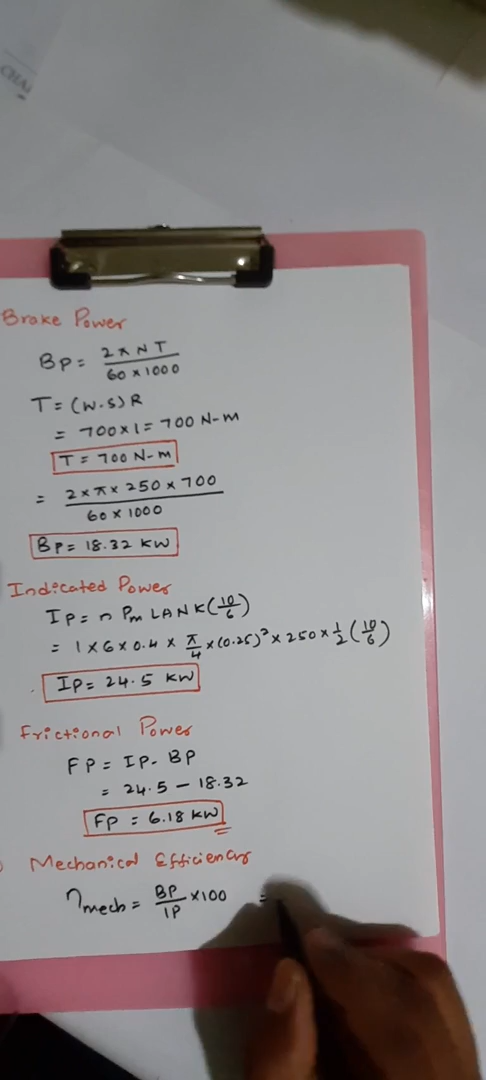 CHA
Brake Power
BP = 2πNT / 60 × 1000
T = (W-S) R
= 700×1 = 700 N-m
T = 700 N-m
= 2×π×250×700 / 60×1000
BP = 18.32 KW
Indicated Power
IP = n Pm LANK (10/6)
= 1×6×0.4× π/4 ×(0.25)² ×250× 1/2 (10/6)
IP = 24.5 KW
Frictional Power
FP = IP - BP
= 24.5 - 18.32
FP = 6.18 KW
Mechanical Efficiency
ηmech = BP/IP ×100 =